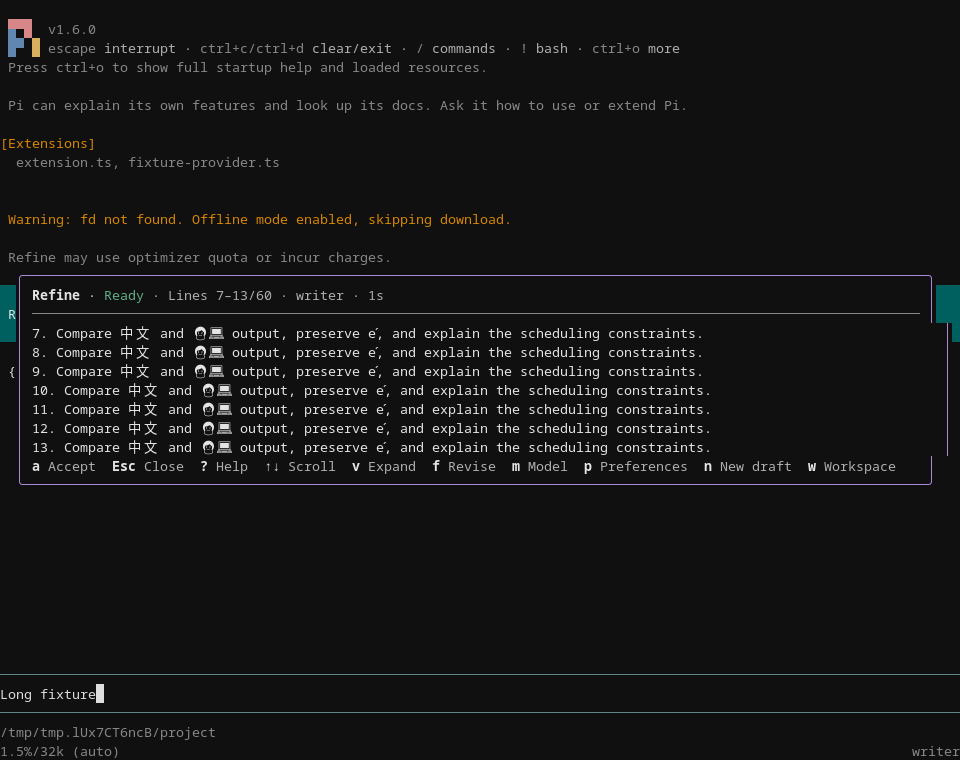 v1.6.0
escape interrupt · ctrl+c/ctrl+d clear/exit · / commands · ! bash · ctrl+o more
Press ctrl+o to show full startup help and loaded resources.
Pi can explain its own features and look up its docs. Ask it how to use or extend Pi.
[Extensions]
extension.ts, fixture-provider.ts
Warning: fd not found. Offline mode enabled, skipping download.
Refine may use optimizer quota or incur charges.
Refine · Ready · Lines 7–13/60 · writer · 1s
R
7. Compare 中文 and 👩‍💻 output, preserve é, and explain the scheduling constraints.
8. Compare 中文 and 👩‍💻 output, preserve é, and explain the scheduling constraints.
{ 9. Compare 中文 and 👩‍💻 output, preserve é, and explain the scheduling constraints.
10. Compare 中文 and 👩‍💻 output, preserve é, and explain the scheduling constraints.
11. Compare 中文 and 👩‍💻 output, preserve é, and explain the scheduling constraints.
12. Compare 中文 and 👩‍💻 output, preserve é, and explain the scheduling constraints.
13. Compare 中文 and 👩‍💻 output, preserve é, and explain the scheduling constraints.
a Accept  Esc Close  ? Help  ↑↓ Scroll  v Expand  f Revise  m Model  p Preferences  n New draft  w Workspace
Long fixture
/tmp/tmp.lUx7CT6ncB/project
1.5%/32k (auto) writer